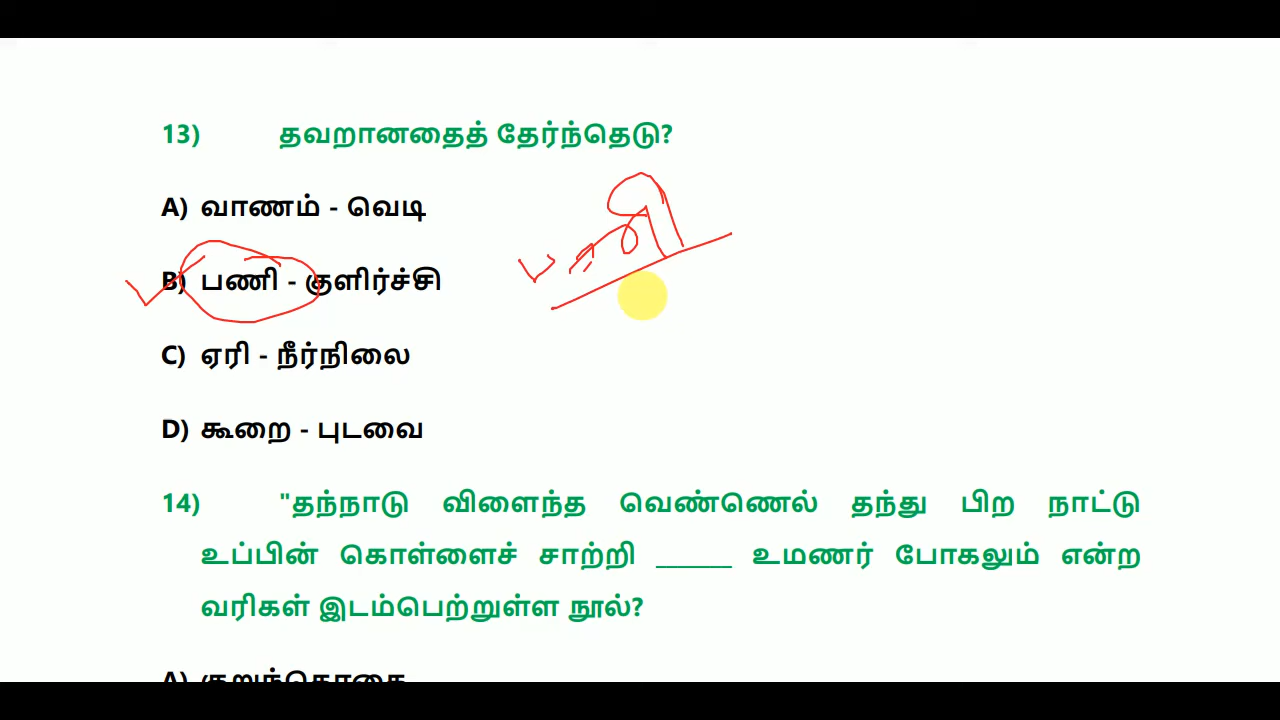 13) தவறானதைத் தேர்ந்தெடு?
A) வாணம் - வெடி
B) பணி - குளிர்ச்சி
C) ஏரி - நீர்நிலை
D) கூறை - புடவை
14) "தந்நாடு விளைந்த வெண்ணெல் தந்து பிற நாட்டு
உப்பின் கொள்ளைச் சாற்றி ______ உமணர் போகலும் என்ற
வரிகள் இடம்பெற்றுள்ள நூல்?
A) குறுந்தொகை